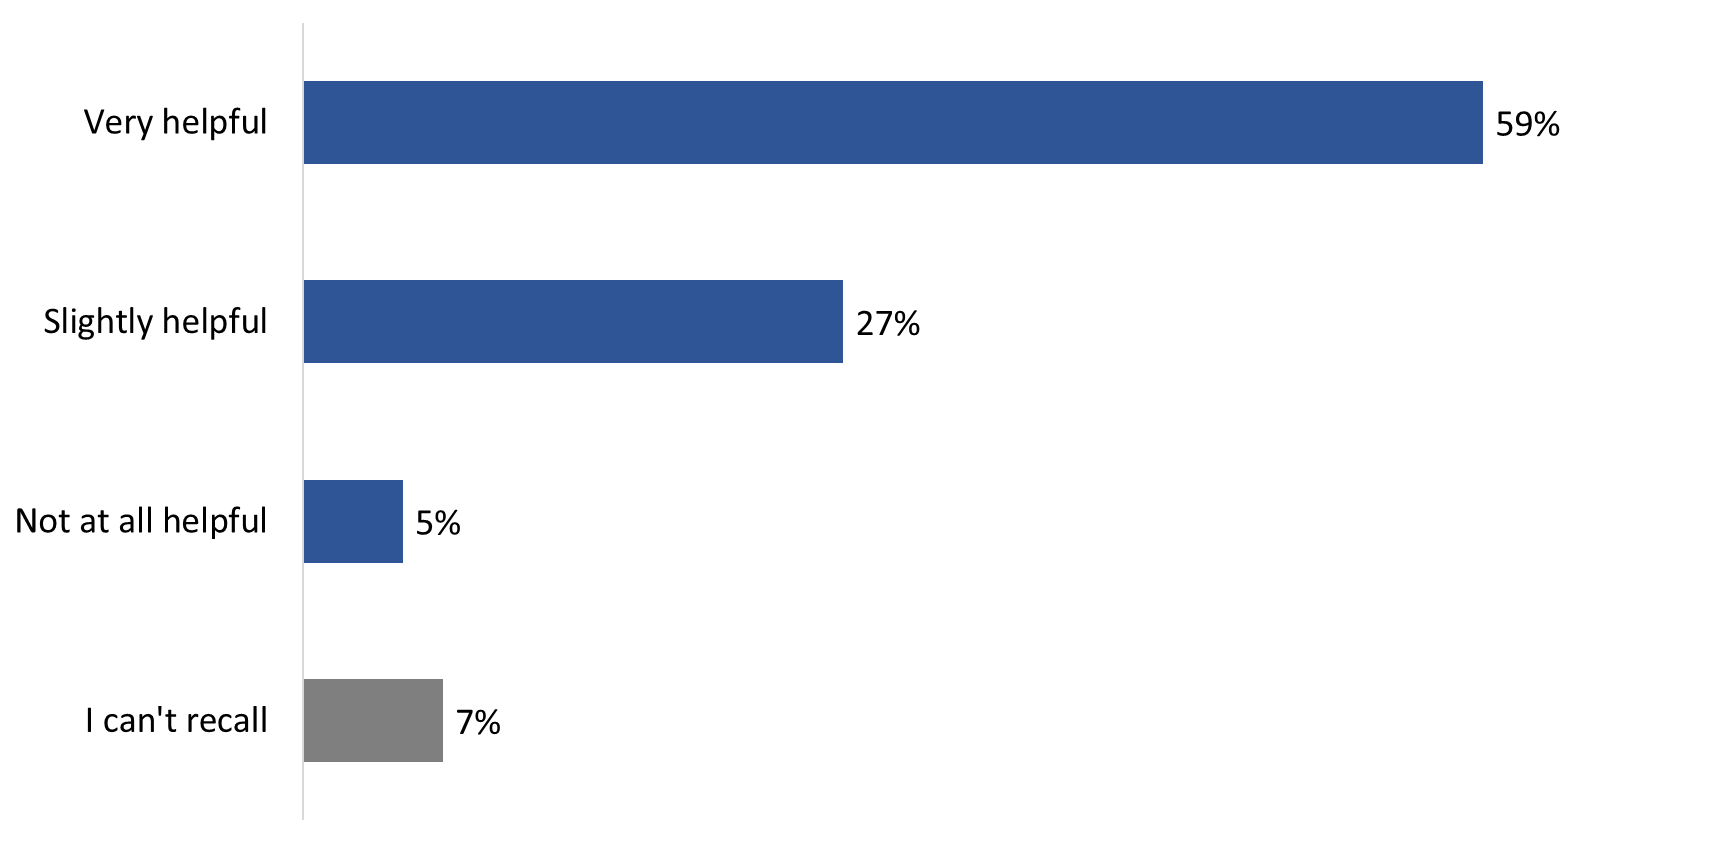 Very helpful 59%
Slightly helpful 27%
Not at all helpful 5%
I can't recall 7%